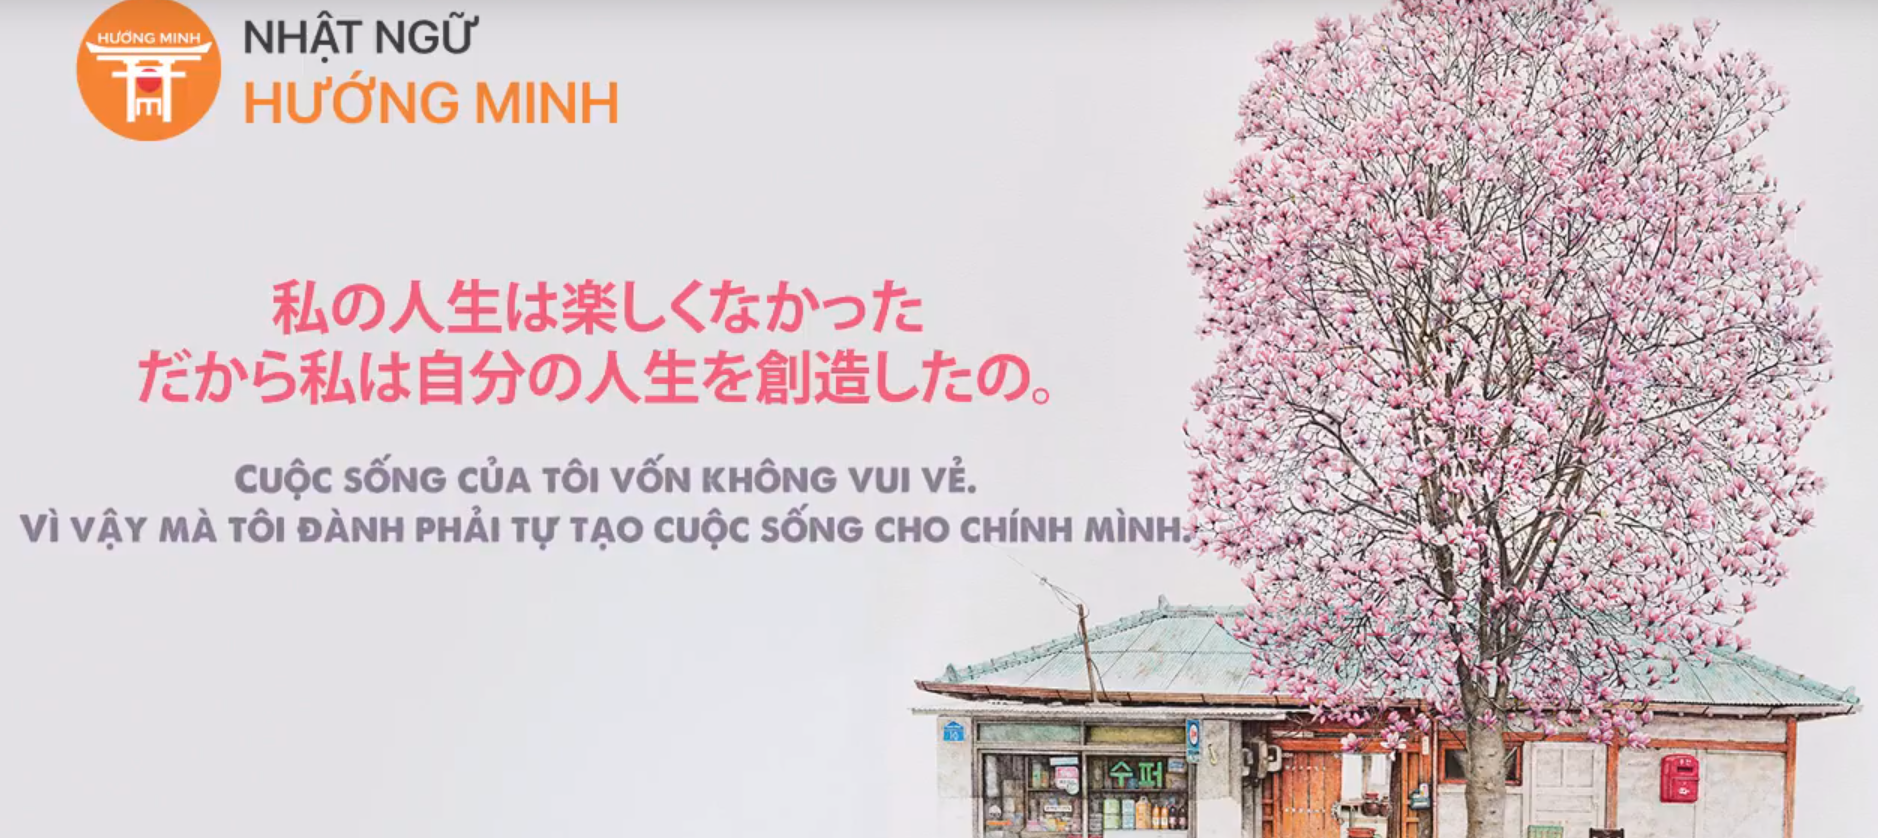 HƯỚNG MINH
NHẬT NGỮ
HƯỚNG MINH
私の人生は楽しくなかった
だから私は自分の人生を創造したの。
CUỘC SỐNG CỦA TÔI VỐN KHÔNG VUI VẺ.
VÌ VẬY MÀ TÔI ĐÀNH PHẢI TỰ TẠO CUỘC SỐNG CHO CHÍNH MÌNH.
수퍼